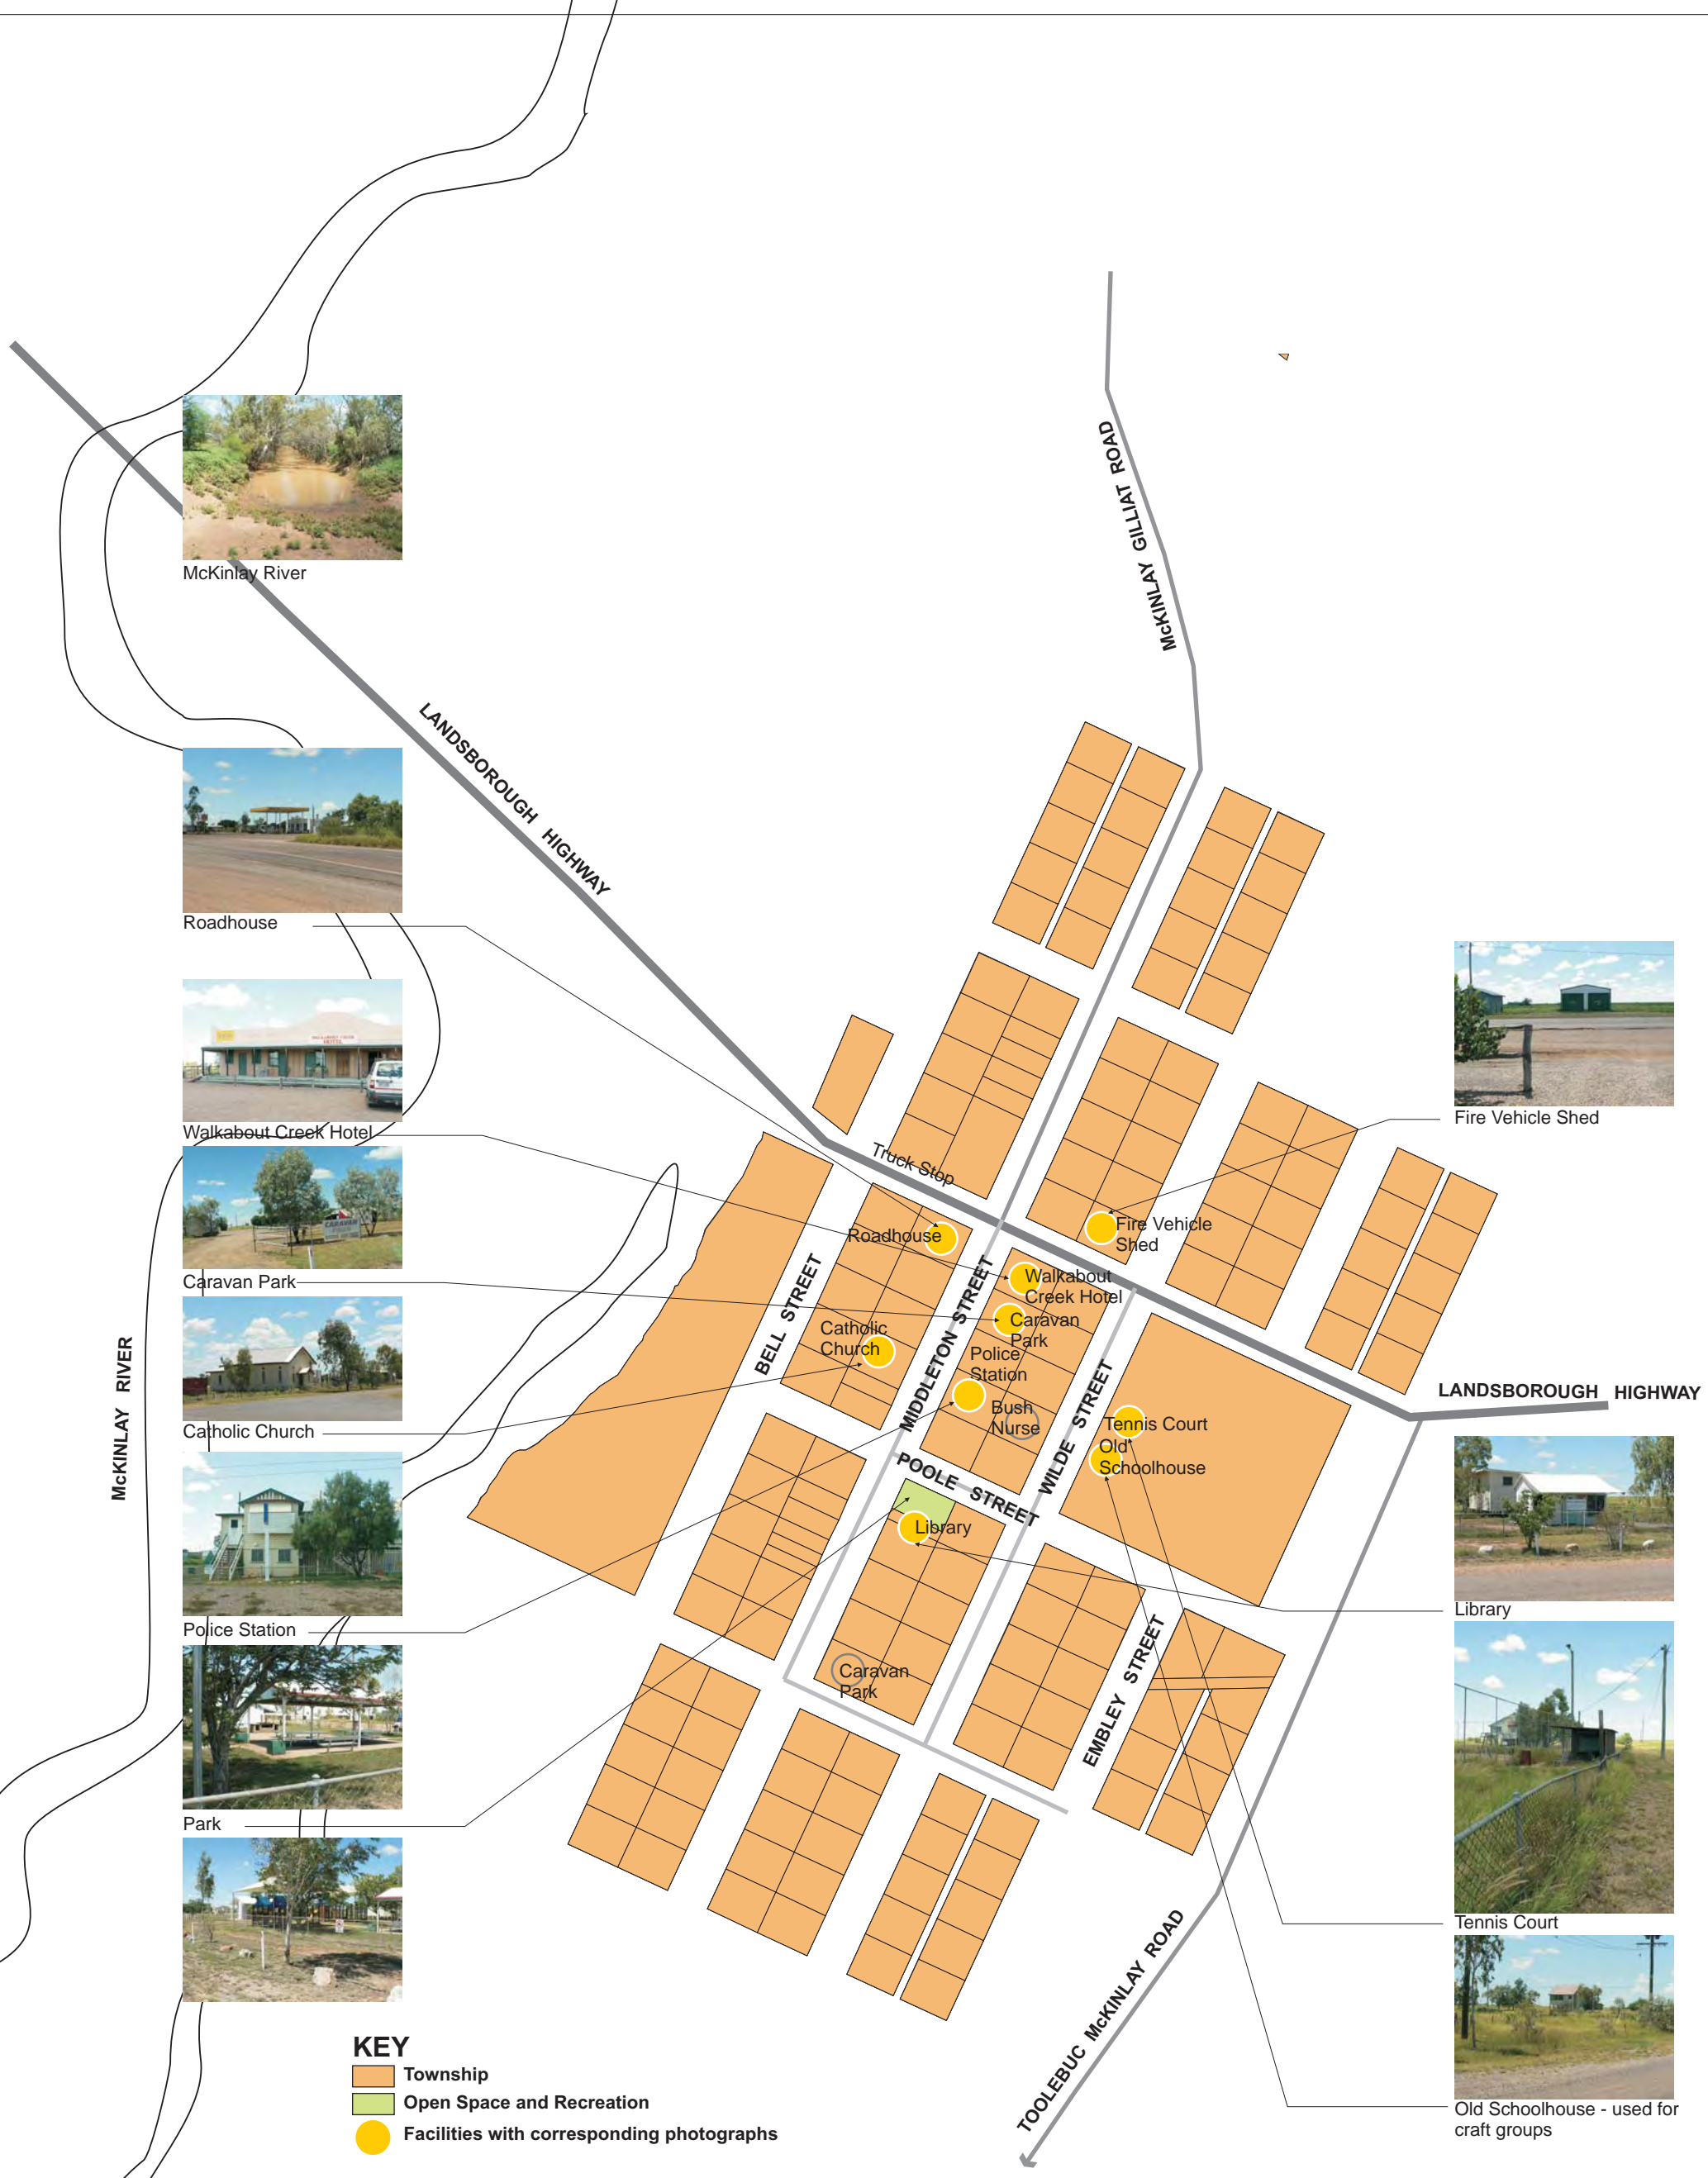 McKinlay River
Roadhouse
Walkabout Creek Hotel
Caravan Park
Catholic Church
Police Station
Park
McKINLAY RIVER
LANDSBOROUGH HIGHWAY
McKINLAY GILLIAT ROAD
Truck Stop
Roadhouse
Fire Vehicle
Shed
Walkabout
Creek Hotel
Caravan
Park
Catholic
Church
Police
Station
Bush
Nurse
Tennis Court
Old
Schoolhouse
Library
Caravan
Park
BELL STREET
MIDDLETON STREET
WILDE STREET
POOLE STREET
EMBLEY STREET
LANDSBOROUGH HIGHWAY
TOOLEBUC McKINLAY ROAD
Fire Vehicle Shed
Library
Tennis Court
Old Schoolhouse - used for
craft groups
CARAVAN
HOTEL
KEY
Township
Open Space and Recreation
Facilities with corresponding photographs